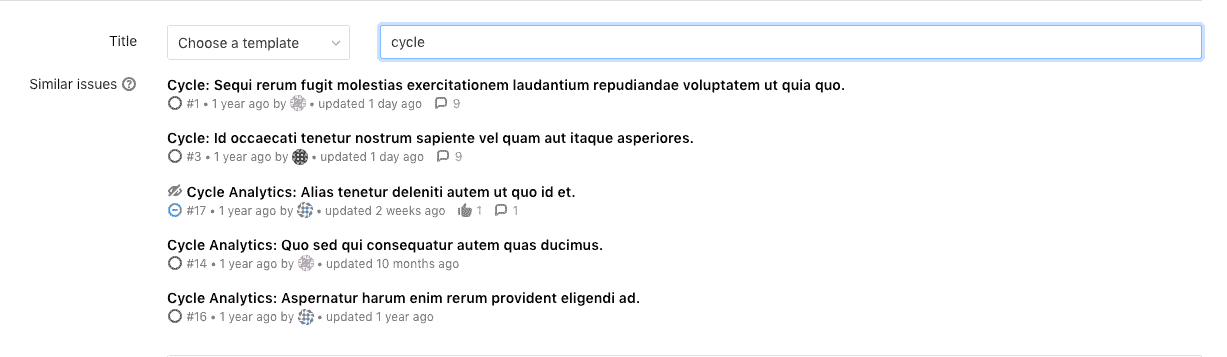 Title Choose a template cycle
Similar issues ?
Cycle: Sequi rerum fugit molestias exercitationem laudantium repudiandae voluptatem ut quia quo.
#1 • 1 year ago by • updated 1 day ago 9
Cycle: Id occaecati tenetur nostrum sapiente vel quam aut itaque asperiores.
#3 • 1 year ago by • updated 1 day ago 9
Cycle Analytics: Alias tenetur deleniti autem ut quo id et.
#17 • 1 year ago by • updated 2 weeks ago 1 1
Cycle Analytics: Quo sed qui consequatur autem quas ducimus.
#14 • 1 year ago by • updated 10 months ago
Cycle Analytics: Aspernatur harum enim rerum provident eligendi ad.
#16 • 1 year ago by • updated 1 year ago